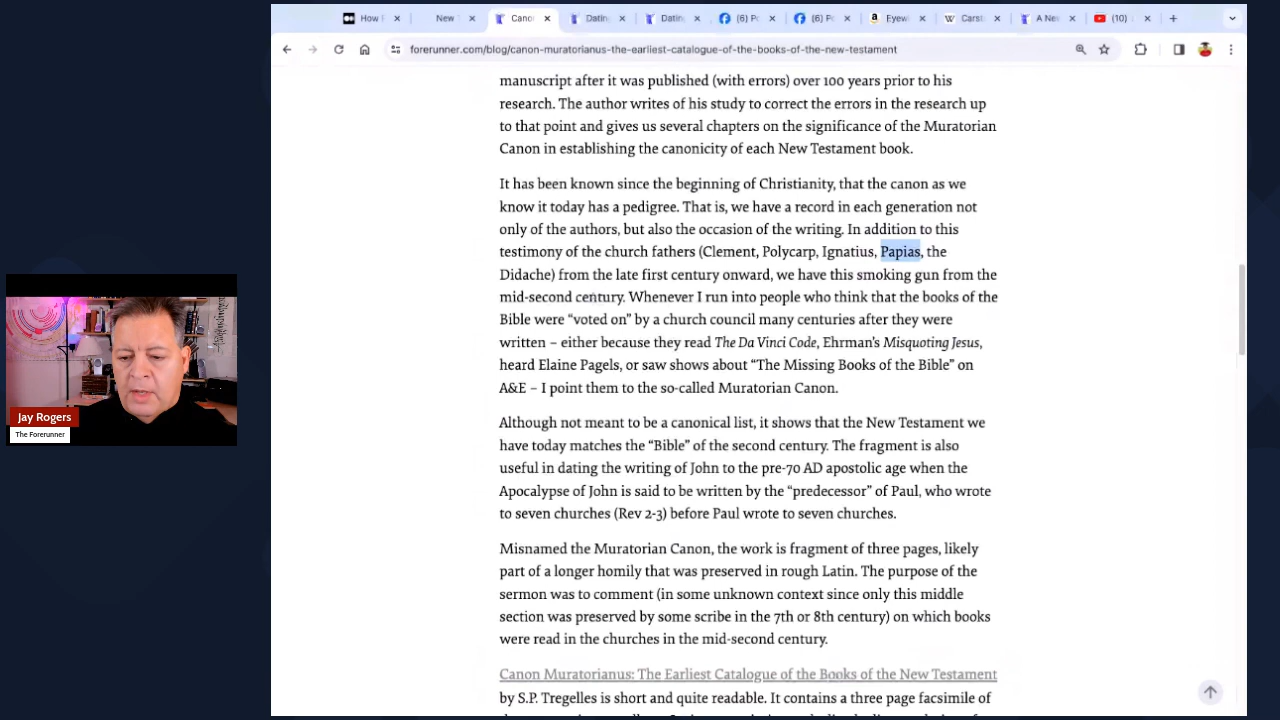 How F
New
Canoi
Datin
Datin
(6) Pc
(6) Pc
Eyew
Carst
A Nev
(10)
forerunner.com/blog/canon-muratorianus-the-earliest-catalogue-of-the-books-of-the-new-testament
manuscript after it was published (with errors) over 100 years prior to his
research. The author writes of his study to correct the errors in the research up
to that point and gives us several chapters on the significance of the Muratorian
Canon in establishing the canonicity of each New Testament book.
It has been known since the beginning of Christianity, that the canon as we
know it today has a pedigree. That is, we have a record in each generation not
only of the authors, but also the occasion of the writing. In addition to this
testimony of the church fathers (Clement, Polycarp, Ignatius, Papias, the
Didache) from the late first century onward, we have this smoking gun from the
mid-second century. Whenever I run into people who think that the books of the
Bible were “voted on” by a church council many centuries after they were
written – either because they read The Da Vinci Code, Ehrman’s Misquoting Jesus,
heard Elaine Pagels, or saw shows about “The Missing Books of the Bible” on
A&E – I point them to the so-called Muratorian Canon.
Although not meant to be a canonical list, it shows that the New Testament we
have today matches the “Bible” of the second century. The fragment is also
useful in dating the writing of John to the pre-70 AD apostolic age when the
Apocalypse of John is said to be written by the “predecessor” of Paul, who wrote
to seven churches (Rev 2-3) before Paul wrote to seven churches.
Misnamed the Muratorian Canon, the work is fragment of three pages, likely
part of a longer homily that was preserved in rough Latin. The purpose of the
sermon was to comment (in some unknown context since only this middle
section was preserved by some scribe in the 7th or 8th century) on which books
were read in the churches in the mid-second century.
Canon Muratorianus: The Earliest Catalogue of the Books of the New Testament
by S.P. Tregelles is short and quite readable. It contains a three page facsimile of
Jay Rogers
The Forerunner